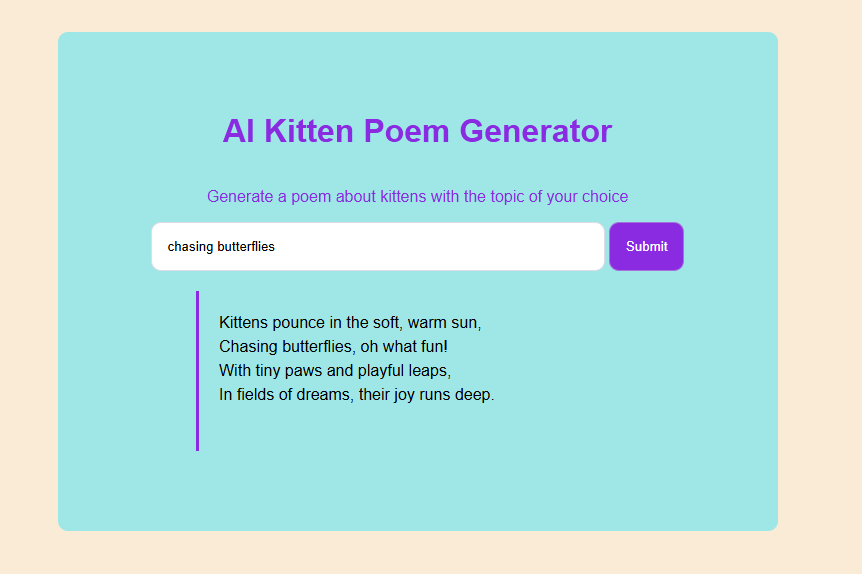 AI Kitten Poem Generator
Generate a poem about kittens with the topic of your choice
chasing butterflies
Submit
Kittens pounce in the soft, warm sun,
Chasing butterflies, oh what fun!
With tiny paws and playful leaps,
In fields of dreams, their joy runs deep.